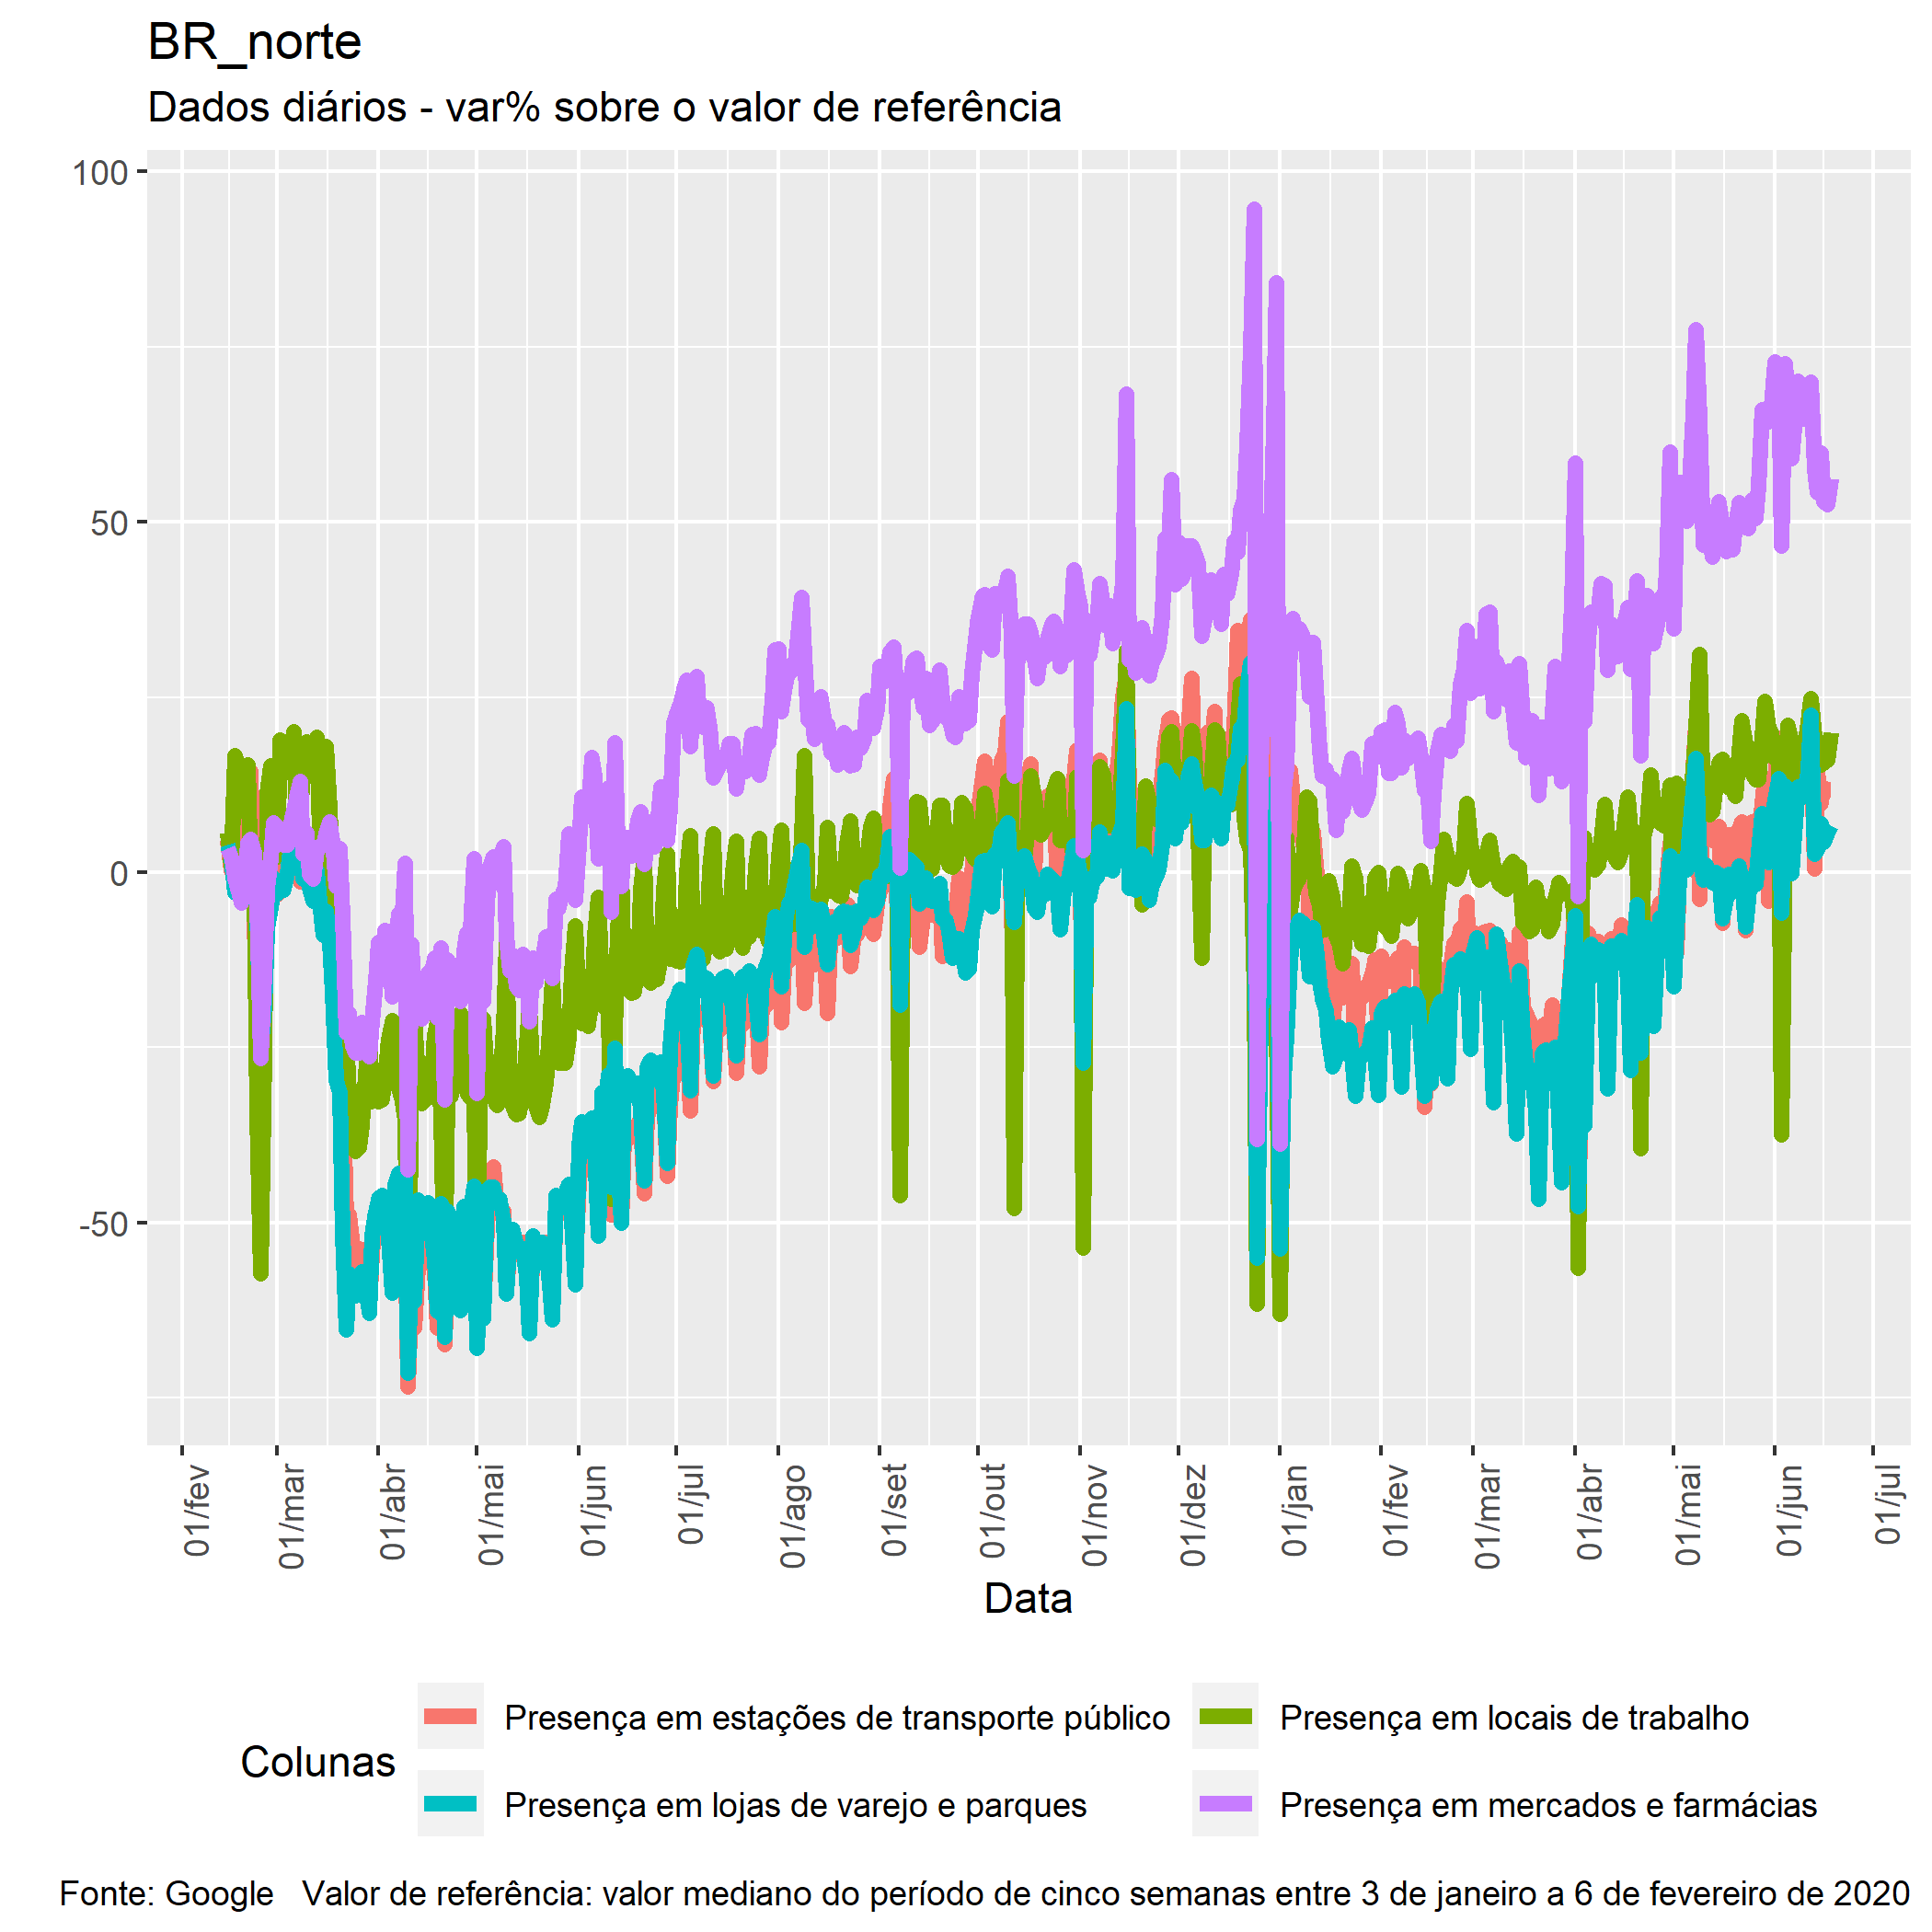 BR_norte
Dados diários - var% sobre o valor de referência
100
50
0
-50
01/fev
01/mar
01/abr
01/mai
01/jun
01/jul
01/ago
01/set
01/out
01/nov
01/dez
01/jan
01/fev
01/mar
01/abr
01/mai
01/jun
01/jul
Data
Colunas
Presença em estações de transporte público
Presença em locais de trabalho
Presença em lojas de varejo e parques
Presença em mercados e farmácias
Fonte: Google   Valor de referência: valor mediano do período de cinco semanas entre 3 de janeiro a 6 de fevereiro de 2020